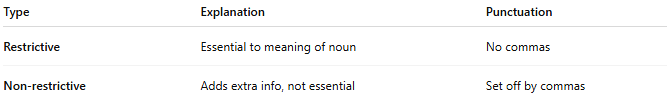 Type Explanation Punctuation
Restrictive Essential to meaning of noun No commas
Non-restrictive Adds extra info, not essential Set off by commas